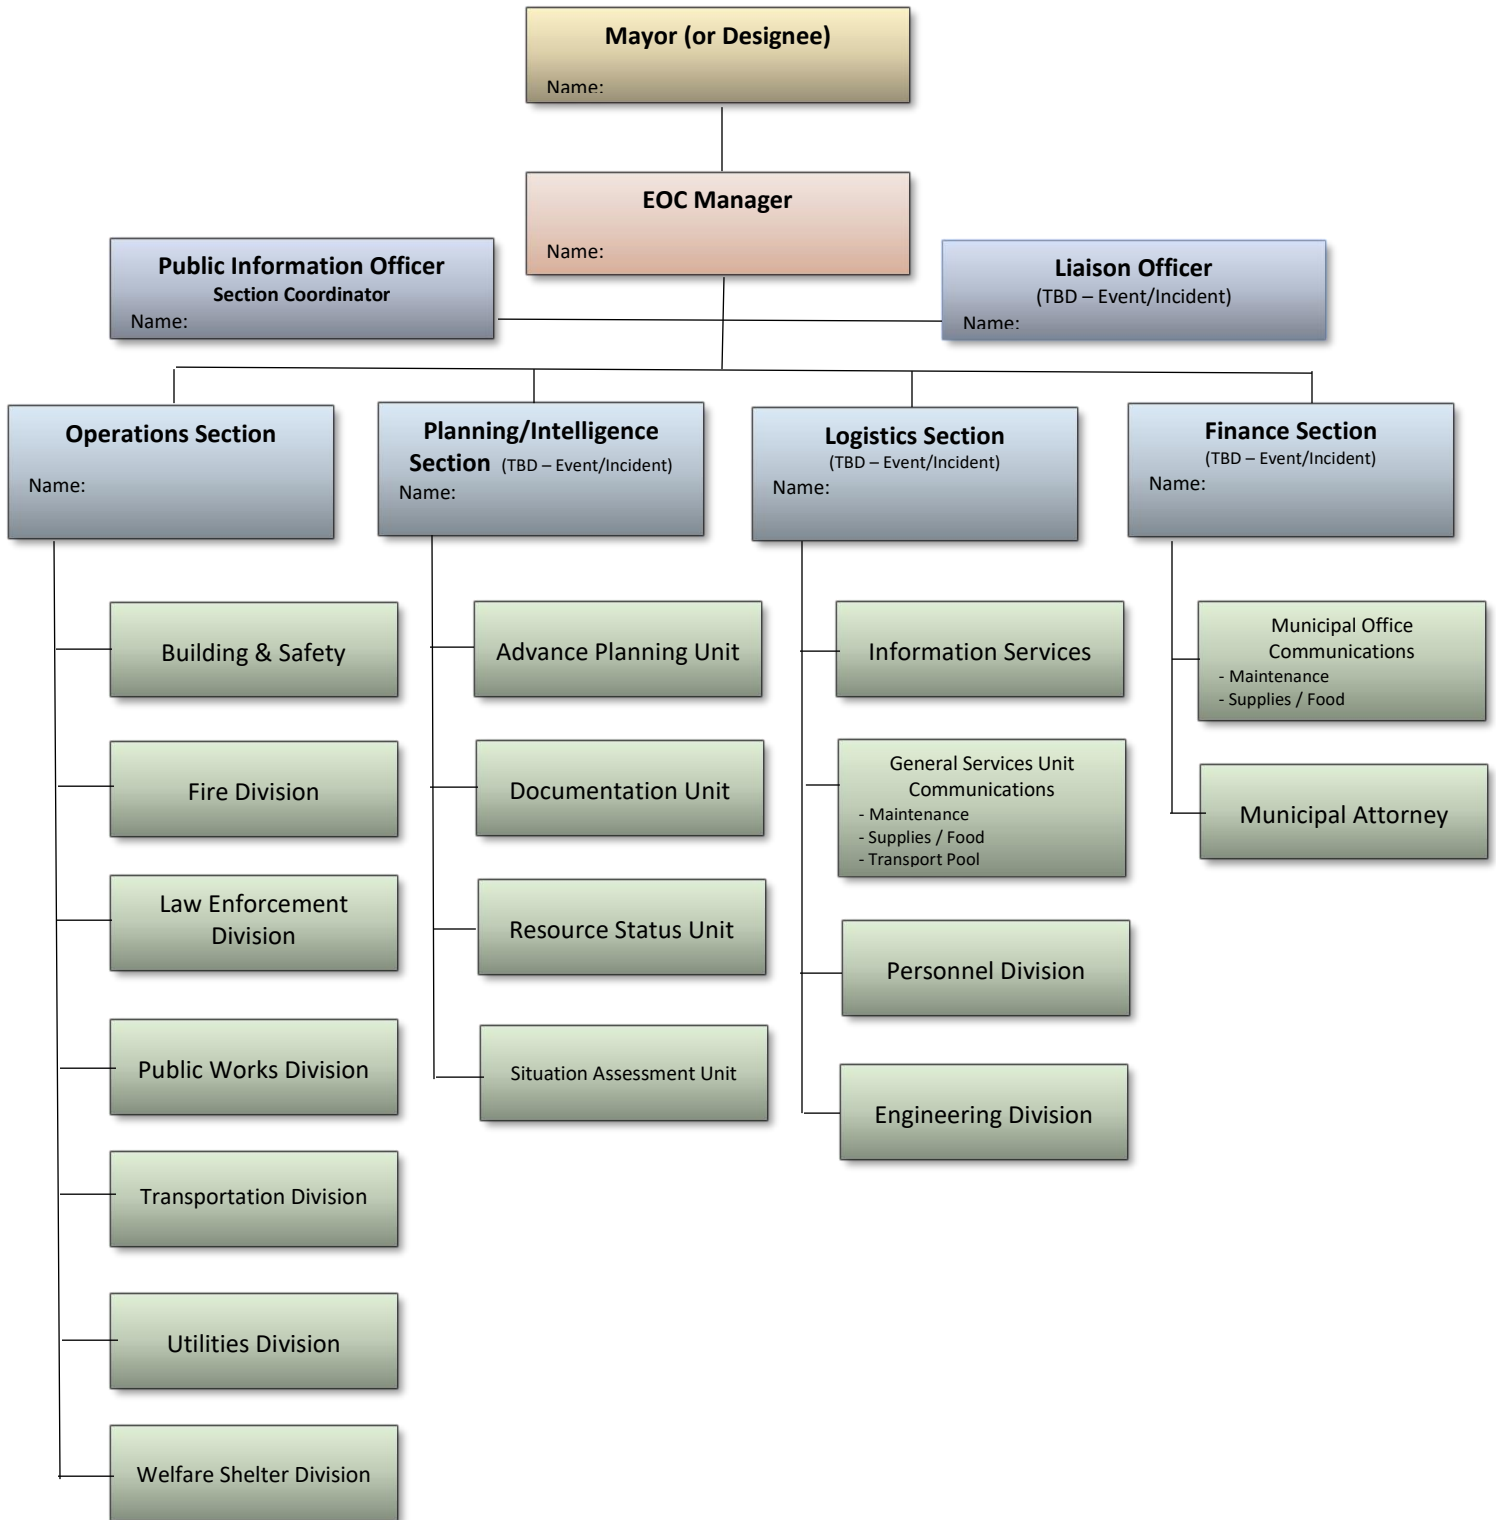 Mayor (or Designee)
Name:
EOC Manager
Name:
Public Information Officer
Section Coordinator
Name:
Liaison Officer
(TBD – Event/Incident)
Name:
Operations Section
Name:
Planning/Intelligence
Section (TBD – Event/Incident)
Name:
Logistics Section
(TBD – Event/Incident)
Name:
Finance Section
(TBD – Event/Incident)
Name:
Building & Safety
Fire Division
Law Enforcement
Division
Public Works Division
Transportation Division
Utilities Division
Welfare Shelter Division
Advance Planning Unit
Documentation Unit
Resource Status Unit
Situation Assessment Unit
Information Services
General Services Unit
Communications
- Maintenance
- Supplies / Food
- Transport Pool
Personnel Division
Engineering Division
Municipal Office
Communications
- Maintenance
- Supplies / Food
Municipal Attorney